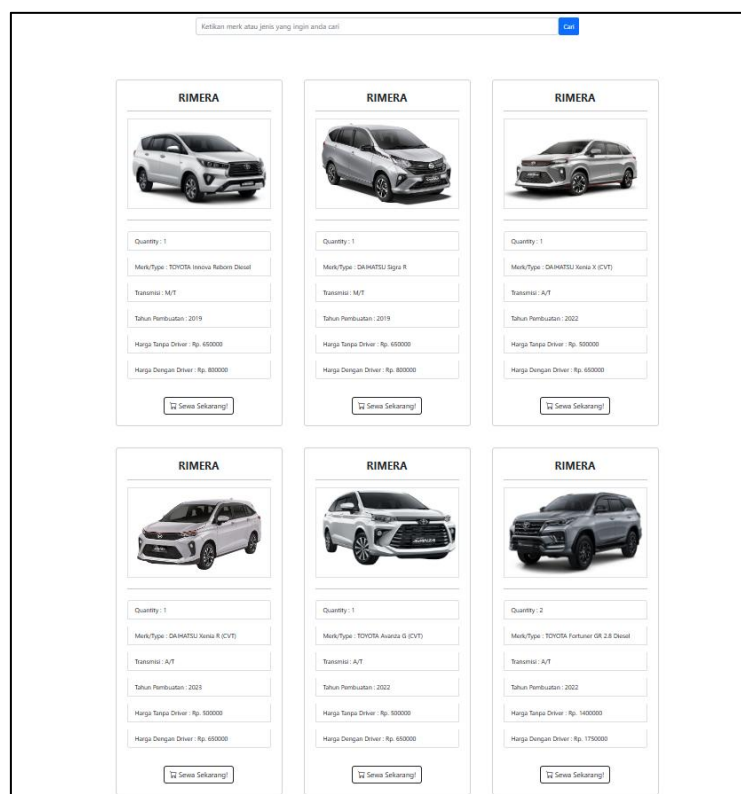 Ketikan merk atau jenis yang ingin anda cari
Cari
RIMERA
Quantity : 1
Merk/Type : TOYOTA Innova Reborn Diesel
Transmisi : M/T
Tahun Pembuatan : 2019
Harga Tanpa Driver : Rp. 650000
Harga Dengan Driver : Rp. 800000
Sewa Sekarang!
RIMERA
Quantity : 1
Merk/Type : DAIHATSU Sigra R
Transmisi : M/T
Tahun Pembuatan : 2019
Harga Tanpa Driver : Rp. 650000
Harga Dengan Driver : Rp. 800000
Sewa Sekarang!
RIMERA
Quantity : 1
Merk/Type : DAIHATSU Xenia X (CVT)
Transmisi : A/T
Tahun Pembuatan : 2022
Harga Tanpa Driver : Rp. 500000
Harga Dengan Driver : Rp. 650000
Sewa Sekarang!
RIMERA
Quantity : 1
Merk/Type : DAIHATSU Xenia R (CVT)
Transmisi : A/T
Tahun Pembuatan : 2023
Harga Tanpa Driver : Rp. 500000
Harga Dengan Driver : Rp. 650000
Sewa Sekarang!
RIMERA
Quantity : 1
Merk/Type : TOYOTA Avanza G (CVT)
Transmisi : A/T
Tahun Pembuatan : 2022
Harga Tanpa Driver : Rp. 500000
Harga Dengan Driver : Rp. 650000
Sewa Sekarang!
RIMERA
Quantity : 2
Merk/Type : TOYOTA Fortuner GR 2.8 Diesel
Transmisi : A/T
Tahun Pembuatan : 2022
Harga Tanpa Driver : Rp. 1400000
Harga Dengan Driver : Rp. 1750000
Sewa Sekarang!